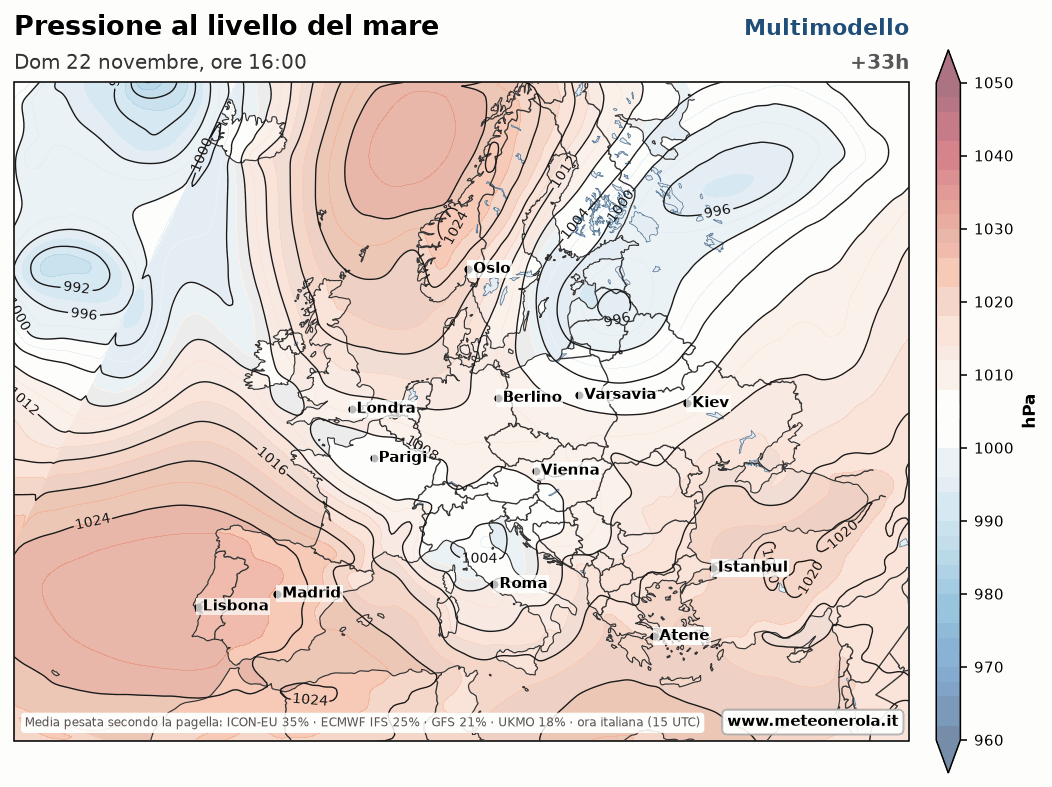 Pressione al livello del mare
Multimodello
Dom 22 novembre, ore 16:00
+33h
1050
1040
1030
1020
1010
1000
990
980
970
960
hPa
1000
1012
1004
1000
1024
996
Oslo
992
996
996
1000
1012
Londra
Berlino
Varsavia
Kiev
1008
Parigi
1016
Vienna
1024
1004
1020
Istanbul
1020
Roma
Madrid
Lisbona
Atene
1024
Media pesata secondo la pagella: ICON-EU 35% · ECMWF IFS 25% · GFS 21% · UKMO 18% · ora italiana (15 UTC)
www.meteonerola.it